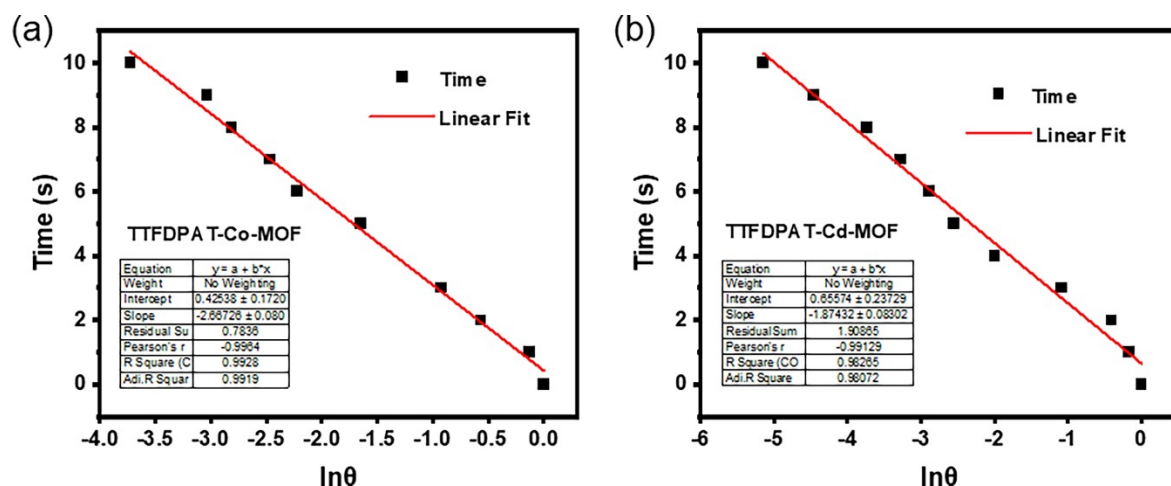 (a)
10
8
6
4
2
0
Time (s)
Time
Linear Fit
TTFDPA T-Co-MOF
Equation y = a + b*x
Weight No Weighting
Intercept 0.42538 ± 0.1720
Slope -2.66726 ± 0.080
Residual Su 0.7836
Pearson's r -0.9964
R Square (C 0.9928
Adj.R Squar 0.9919
-4.0 -3.5 -3.0 -2.5 -2.0 -1.5 -1.0 -0.5 0.0
lnθ
(b)
10
8
6
4
2
0
Time (s)
Time
Linear Fit
TTFDPA T-Cd-MOF
Equation y = a + b*x
Weight No Weighting
Intercept 0.65574 ± 0.23729
Slope -1.87432 ± 0.08302
Residual Sum 1.90865
Pearson's r -0.99129
R Square (CO 0.98265
Adj.R Square 0.98072
-6 -5 -4 -3 -2 -1 0
lnθ